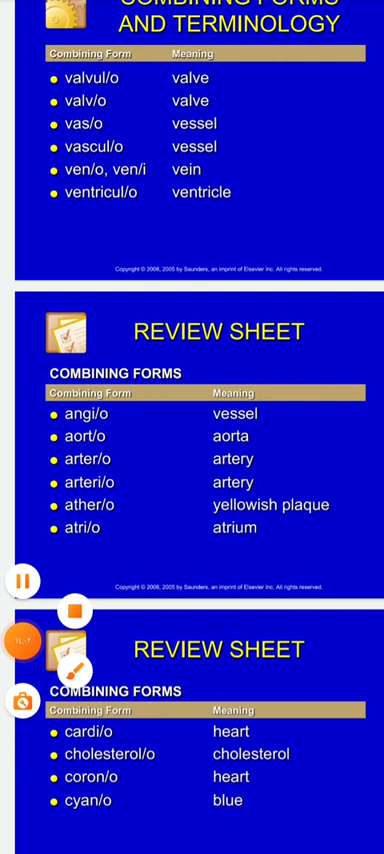 COMBINING FORMS
AND TERMINOLOGY
Combining Form Meaning
valvul/o valve
valv/o valve
vas/o vessel
vascul/o vessel
ven/o, ven/i vein
ventricul/o ventricle
Copyright © 2008, 2005 by Saunders, an imprint of Elsevier Inc. All rights reserved.
REVIEW SHEET
COMBINING FORMS
Combining Form Meaning
angi/o vessel
aort/o aorta
arter/o artery
arteri/o artery
ather/o yellowish plaque
atri/o atrium
Copyright © 2008, 2005 by Saunders, an imprint of Elsevier Inc. All rights reserved.
REVIEW SHEET
COMBINING FORMS
Combining Form Meaning
cardi/o heart
cholesterol/o cholesterol
coron/o heart
cyan/o blue